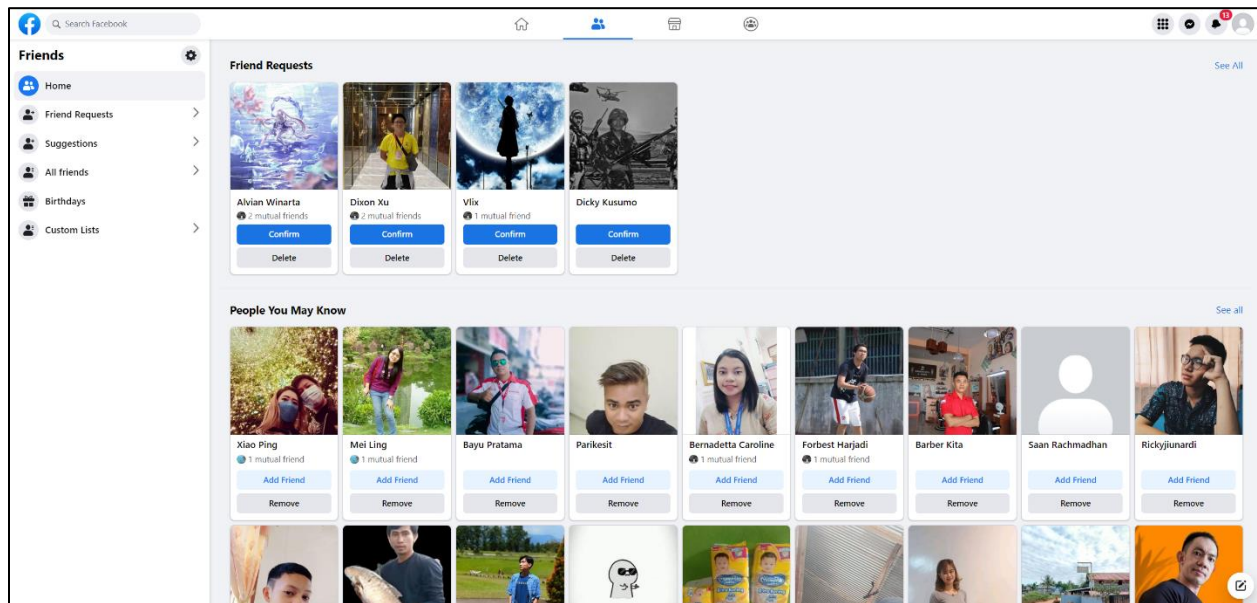 Search Facebook
13
Friends
Home
Friend Requests
Suggestions
All friends
Birthdays
Custom Lists
Friend Requests
See All
Alvian Winarta
2 mutual friends
Confirm
Delete
Dixon Xu
2 mutual friends
Confirm
Delete
Vlix
1 mutual friend
Confirm
Delete
Dicky Kusumo
Confirm
Delete
People You May Know
See all
Xiao Ping
1 mutual friend
Add Friend
Remove
Mei Ling
1 mutual friend
Add Friend
Remove
Bayu Pratama
Add Friend
Remove
Parikesit
Add Friend
Remove
Bernadetta Caroline
1 mutual friend
Add Friend
Remove
Forbest Harjadi
1 mutual friend
Add Friend
Remove
Barber Kita
Add Friend
Remove
Saan Rachmadhan
Add Friend
Remove
Rickyjiunardi
Add Friend
Remove